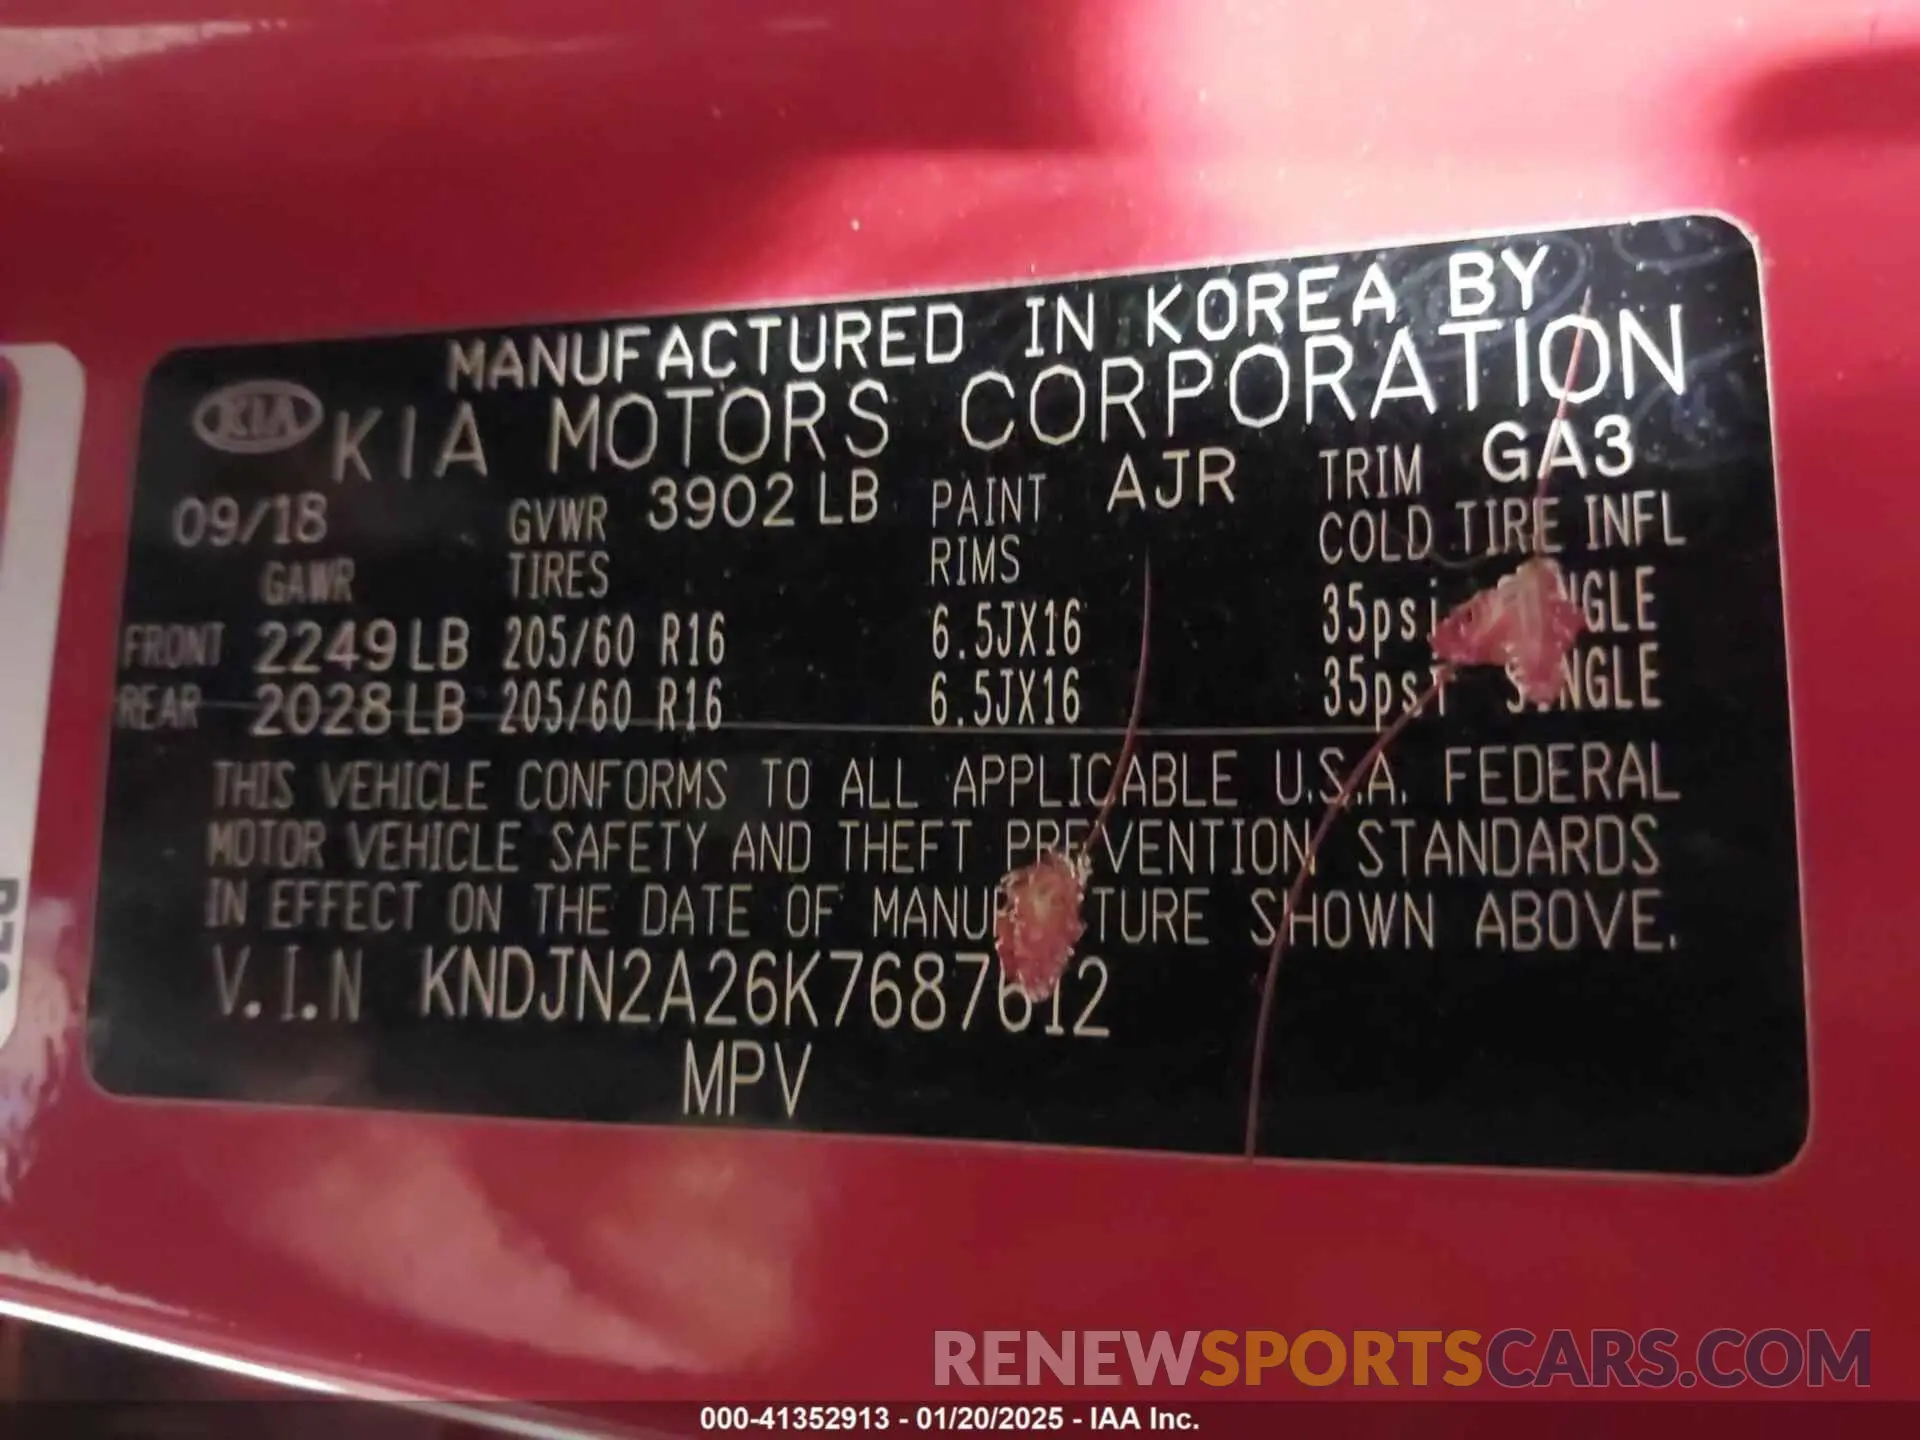 MANUFACTURED IN KOREA BY
KIA KIA MOTORS CORPORATION
09/18 GVWR 3902 LB PAINT AJR TRIM GA3
GAWR TIRES RIMS COLD TIRE INFL
FRONT 2249 LB 205/60 R16 6.5JX16 35psi SINGLE
REAR 2028 LB 205/60 R16 6.5JX16 35psi SINGLE
THIS VEHICLE CONFORMS TO ALL APPLICABLE U.S.A. FEDERAL
MOTOR VEHICLE SAFETY AND THEFT PREVENTION STANDARDS
IN EFFECT ON THE DATE OF MANUFACTURE SHOWN ABOVE.
V.I.N KNDJN2A26K7687612
MPV
RENEWSPORTSCARS.COM
000-41352913 - 01/20/2025 - IAA Inc.